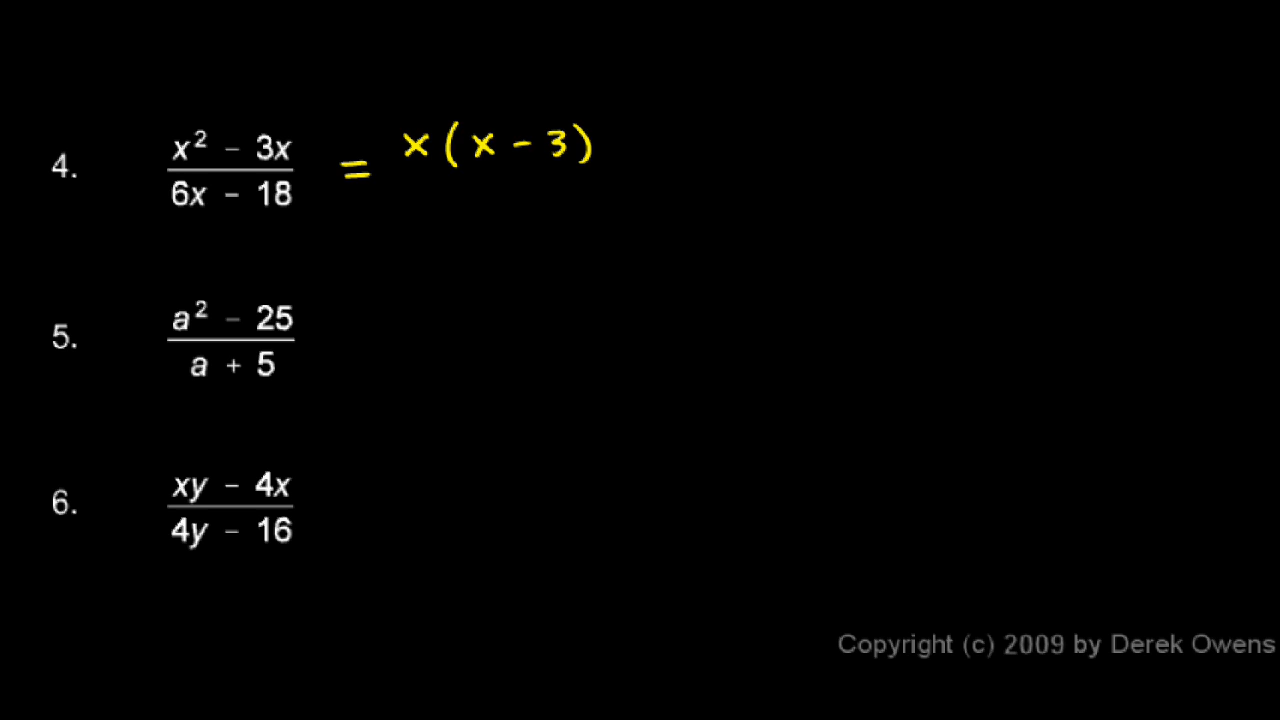 4. x² - 3x / 6x - 18 = x(x - 3)
5. a² - 25 / a + 5
6. xy - 4x / 4y - 16
Copyright (c) 2009 by Derek Owens